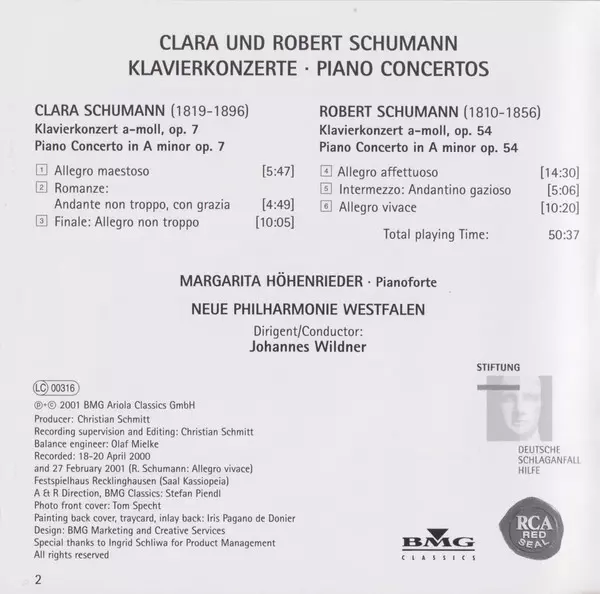 CLARA UND ROBERT SCHUMANN
KLAVIERKONZERTE · PIANO CONCERTOS
CLARA SCHUMANN (1819-1896)
Klavierkonzert a-moll, op. 7
Piano Concerto in A minor op. 7
1 Allegro maestoso [5:47]
2 Romanze:
Andante non troppo, con grazia [4:49]
3 Finale: Allegro non troppo [10:05]
ROBERT SCHUMANN (1810-1856)
Klavierkonzert a-moll, op. 54
Piano Concerto in A minor op. 54
4 Allegro affettuoso [14:30]
5 Intermezzo: Andantino gazioso [5:06]
6 Allegro vivace [10:20]
Total playing Time: 50:37
MARGARITA HÖHENRIEDER · Pianoforte
NEUE PHILHARMONIE WESTFALEN
Dirigent/Conductor:
Johannes Wildner
LC 00316
℗+© 2001 BMG Ariola Classics GmbH
Producer: Christian Schmitt
Recording supervision and Editing: Christian Schmitt
Balance engineer: Olaf Mielke
Recorded: 18-20 April 2000
and 27 February 2001 (R. Schumann: Allegro vivace)
Festspielhaus Recklinghausen (Saal Kassiopeia)
A & R Direction, BMG Classics: Stefan Piendl
Photo front cover: Tom Specht
Painting back cover, traycard, inlay back: Iris Pagano de Donier
Design: BMG Marketing and Creative Services
Special thanks to Ingrid Schliwa for Product Management
All rights reserved
STIFTUNG
DEUTSCHE
SCHLAGANFALL
HILFE
BMG
CLASSICS
RCA
RED
SEAL
2